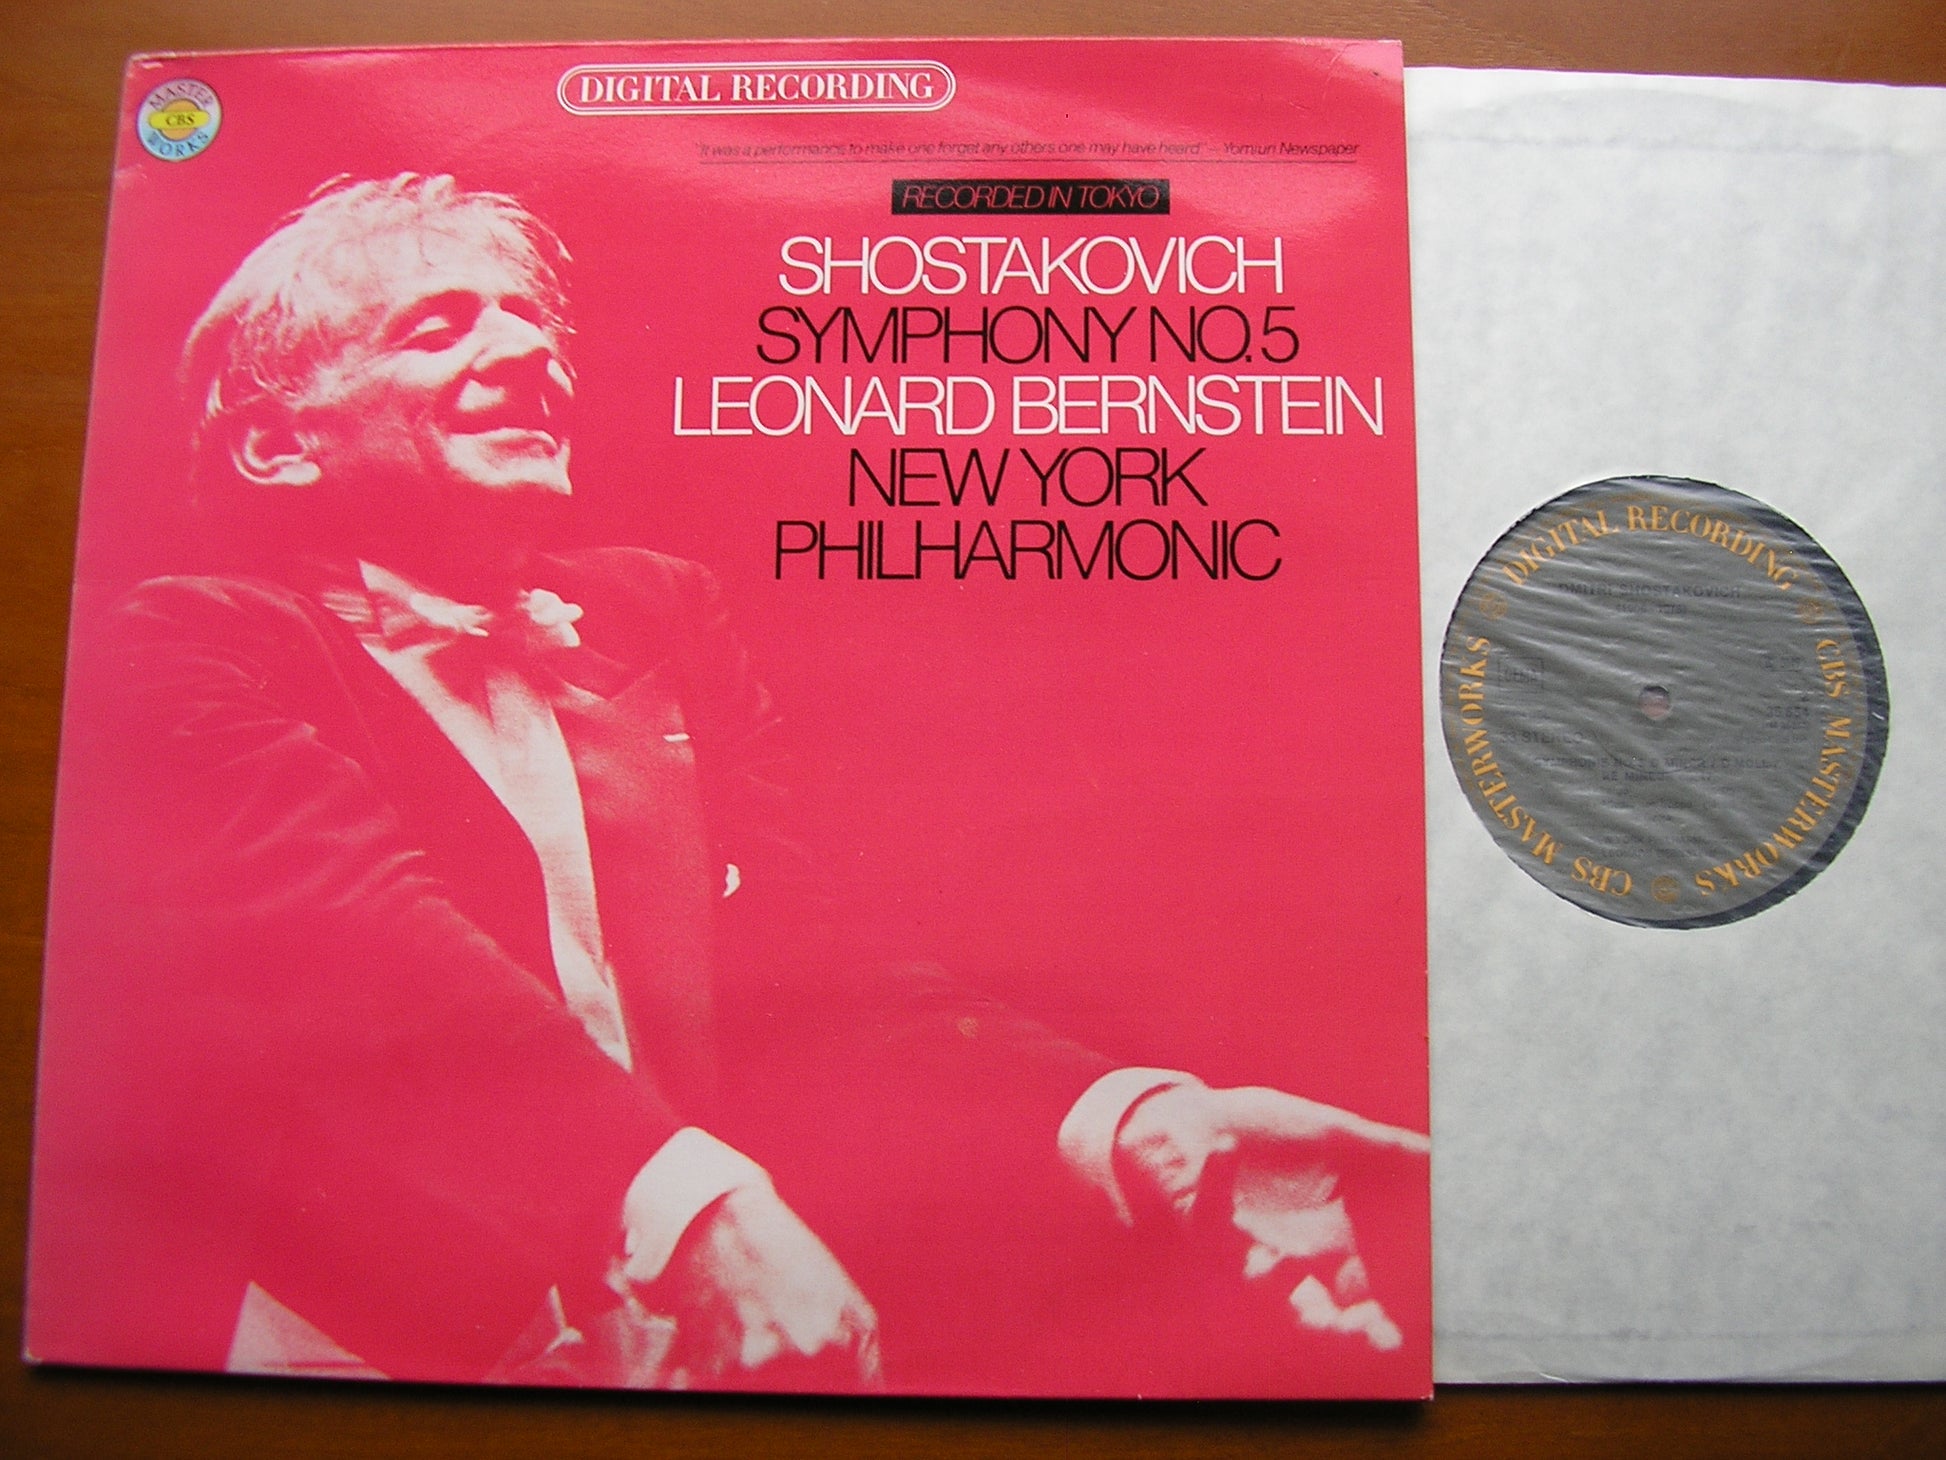 DIGITAL RECORDING
MASTER
CBS
WORKS
"It was a performance to make one forget any others one may have heard" – Yomiuri Newspaper
RECORDED IN TOKYO
SHOSTAKOVICH
SYMPHONY NO. 5
LEONARD BERNSTEIN
NEW YORK
PHILHARMONIC
DIGITAL RECORDING
CBS MASTERWORKS
CBS MASTERWORKS
DMITRI SHOSTAKOVICH
33 STEREO